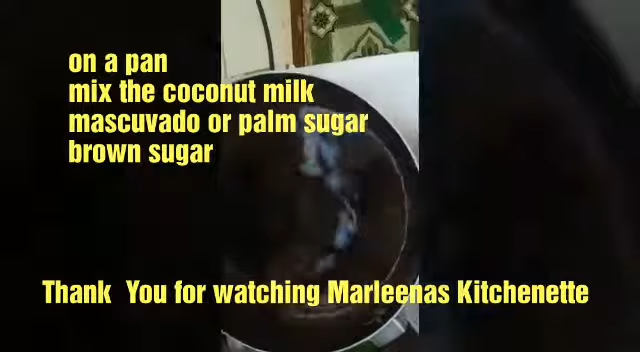 on a pan
mix the coconut milk
mascuvado or palm sugar
brown sugar
Thank You for watching Marleenas Kitchenette